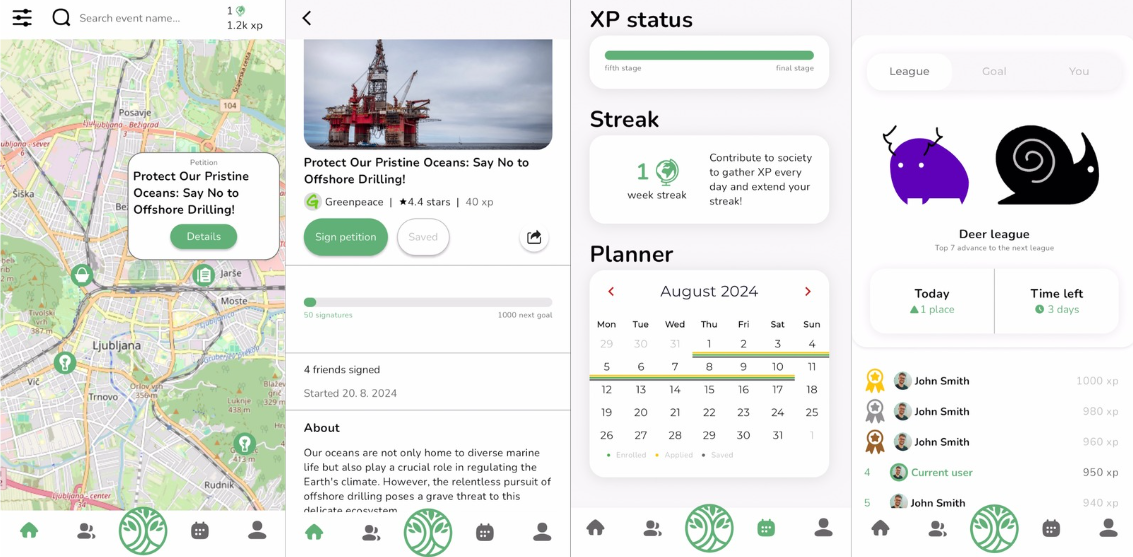 Search event name...
1
1.2k xp
104
Posavje
Ljubljana / Bežigrad
Šiška
Petition
Protect Our Pristine
Oceans: Say No to
Offshore Drilling!
Details
Jarše
Moste
Ljubljana
Vič
Trnovo
Orlov
356 m
438 m
427 m
Rudnik
Protect Our Pristine Oceans: Say No to
Offshore Drilling!
Greenpeace | ★4.4 stars | 40 xp
Sign petition
Saved
50 signatures
1000 next goal
4 friends signed
Started 20. 8. 2024
About
Our oceans are not only home to diverse marine
life but also play a crucial role in regulating the
Earth's climate. However, the relentless pursuit of
offshore drilling poses a grave threat to this
delicate ecosystem
XP status
fifth stage
final stage
Streak
1
week streak
Contribute to society
to gather XP every
day and extend your
streak!
Planner
August 2024
Mon Tue Wed Thu Fri Sat Sun
29 30 31 1 2 3 4
5 6 7 8 9 10 11
12 13 14 15 16 17 18
19 20 21 22 23 24 25
26 27 28 29 30 31 1
Enrolled Applied Saved
League
Goal
You
Deer league
Top 7 advance to the next league
Today
1 place
Time left
3 days
John Smith 1000 xp
John Smith 980 xp
John Smith 960 xp
4 Current user 950 xp
5 John Smith 940 xp